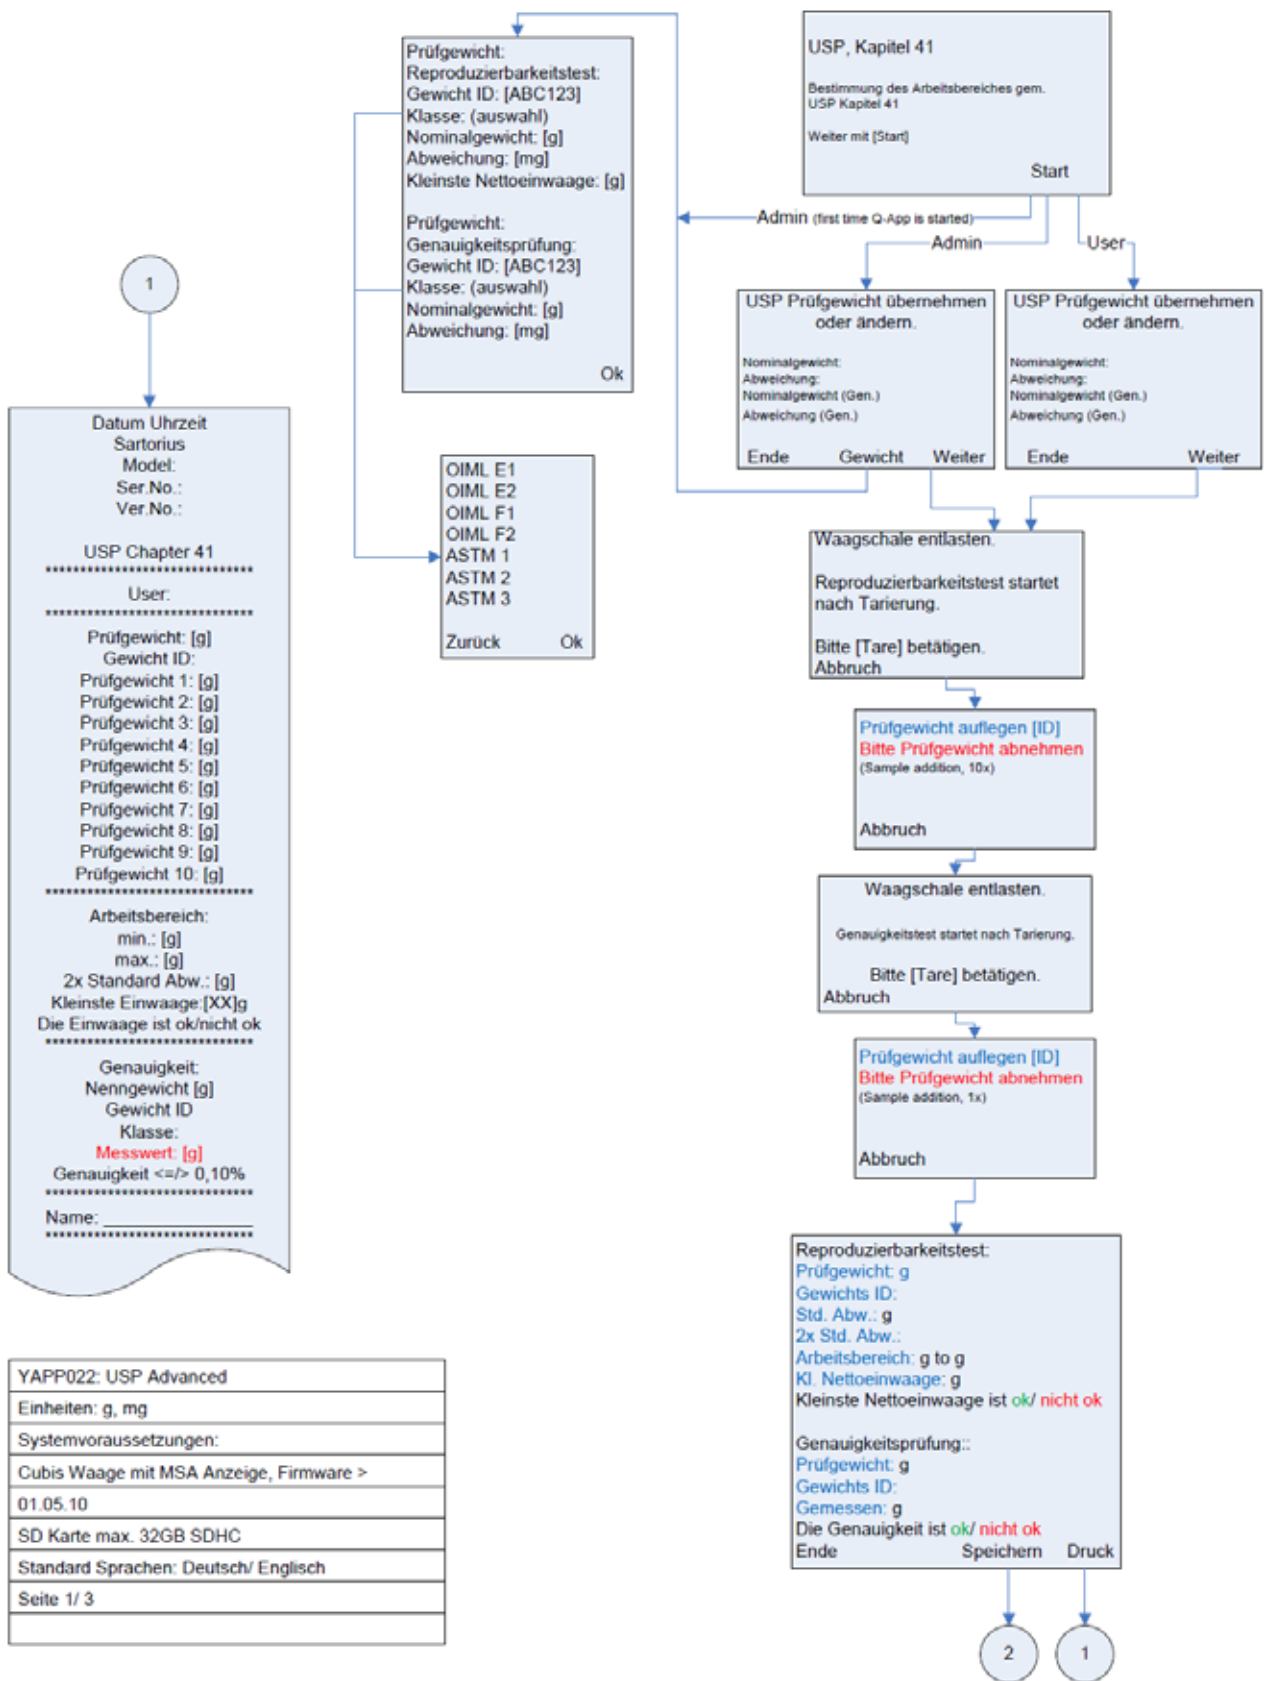 USP, Kapitel 41
Bestimmung des Arbeitsbereiches gem.
USP Kapitel 41
Weiter mit [Start]
Start
Admin (first time Q-App is started)
Admin
User
Prüfgewicht:
Reproduzierbarkeitstest:
Gewicht ID: [ABC123]
Klasse: (auswahl)
Nominalgewicht: [g]
Abweichung: [mg]
Kleinste Nettoeinwaage: [g]
Prüfgewicht:
Genauigkeitsprüfung:
Gewicht ID: [ABC123]
Klasse: (auswahl)
Nominalgewicht: [g]
Abweichung: [mg]
Ok
OIML E1
OIML E2
OIML F1
OIML F2
ASTM 1
ASTM 2
ASTM 3
Zurück Ok
USP Prüfgewicht übernehmen
oder ändern.
Nominalgewicht:
Abweichung:
Nominalgewicht (Gen.)
Abweichung (Gen.)
Ende Gewicht Weiter
USP Prüfgewicht übernehmen
oder ändern.
Nominalgewicht:
Abweichung:
Nominalgewicht (Gen.)
Abweichung (Gen.)
Ende Weiter
Waagschale entlasten.
Reproduzierbarkeitstest startet
nach Tarierung.
Bitte [Tare] betätigen.
Abbruch
Prüfgewicht auflegen [ID]
Bitte Prüfgewicht abnehmen
(Sample addition, 10x)
Abbruch
Waagschale entlasten.
Genauigkeitstest startet nach Tarierung.
Bitte [Tare] betätigen.
Abbruch
Prüfgewicht auflegen [ID]
Bitte Prüfgewicht abnehmen
(Sample addition, 1x)
Abbruch
Reproduzierbarkeitstest:
Prüfgewicht: g
Gewichts ID:
Std. Abw.: g
2x Std. Abw.:
Arbeitsbereich: g to g
Kl. Nettoeinwaage: g
Kleinste Nettoeinwaage ist ok/ nicht ok
Genauigkeitsprüfung::
Prüfgewicht: g
Gewichts ID:
Gemessen: g
Die Genauigkeit ist ok/ nicht ok
Ende Speichern Druck
2
1
1
Datum Uhrzeit
Sartorius
Model:
Ser.No.:
Ver.No.:
USP Chapter 41
******************************
User:
******************************
Prüfgewicht: [g]
Gewicht ID:
Prüfgewicht 1: [g]
Prüfgewicht 2: [g]
Prüfgewicht 3: [g]
Prüfgewicht 4: [g]
Prüfgewicht 5: [g]
Prüfgewicht 6: [g]
Prüfgewicht 7: [g]
Prüfgewicht 8: [g]
Prüfgewicht 9: [g]
Prüfgewicht 10: [g]
******************************
Arbeitsbereich:
min.: [g]
max.: [g]
2x Standard Abw.: [g]
Kleinste Einwaage:[XX]g
Die Einwaage ist ok/nicht ok
******************************
Genauigkeit:
Nenngewicht [g]
Gewicht ID
Klasse:
Messwert: [g]
Genauigkeit <=/> 0,10%
******************************
Name: _______________
******************************
YAPP022: USP Advanced
Einheiten: g, mg
Systemvoraussetzungen:
Cubis Waage mit MSA Anzeige, Firmware >
01.05.10
SD Karte max. 32GB SDHC
Standard Sprachen: Deutsch/ Englisch
Seite 1/ 3